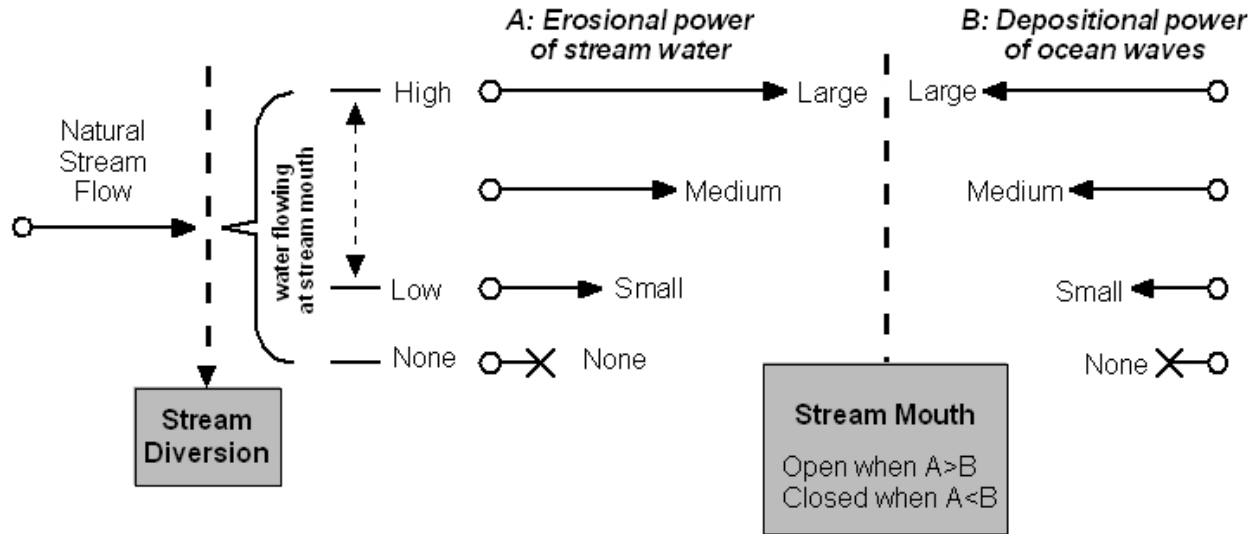 A: Erosional power
of stream water
B: Depositional power
of ocean waves
Natural
Stream
Flow
water flowing
at stream mouth
High
Large
Large
Medium
Medium
Low
Small
Small
None
None
None
Stream
Diversion
Stream Mouth
Open when A>B
Closed when A<B